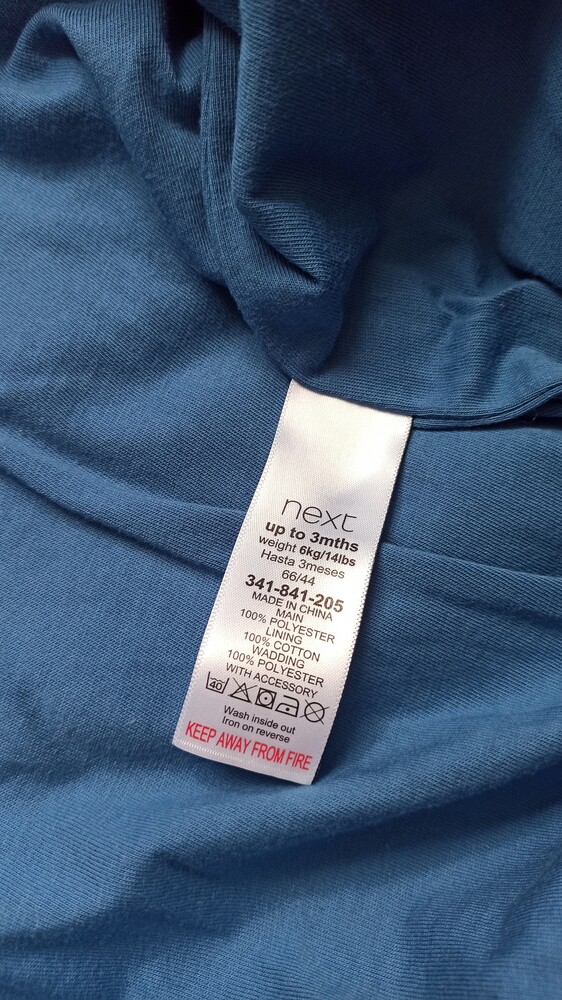 next
up to 3mths
weight 6kg/14lbs
Hasta 3meses
66/44
341-841-205
MADE IN CHINA
MAIN
100% POLYESTER
LINING
100% COTTON
WADDING
100% POLYESTER
WITH ACCESSORY
40
Wash inside out
Iron on reverse
KEEP AWAY FROM FIRE